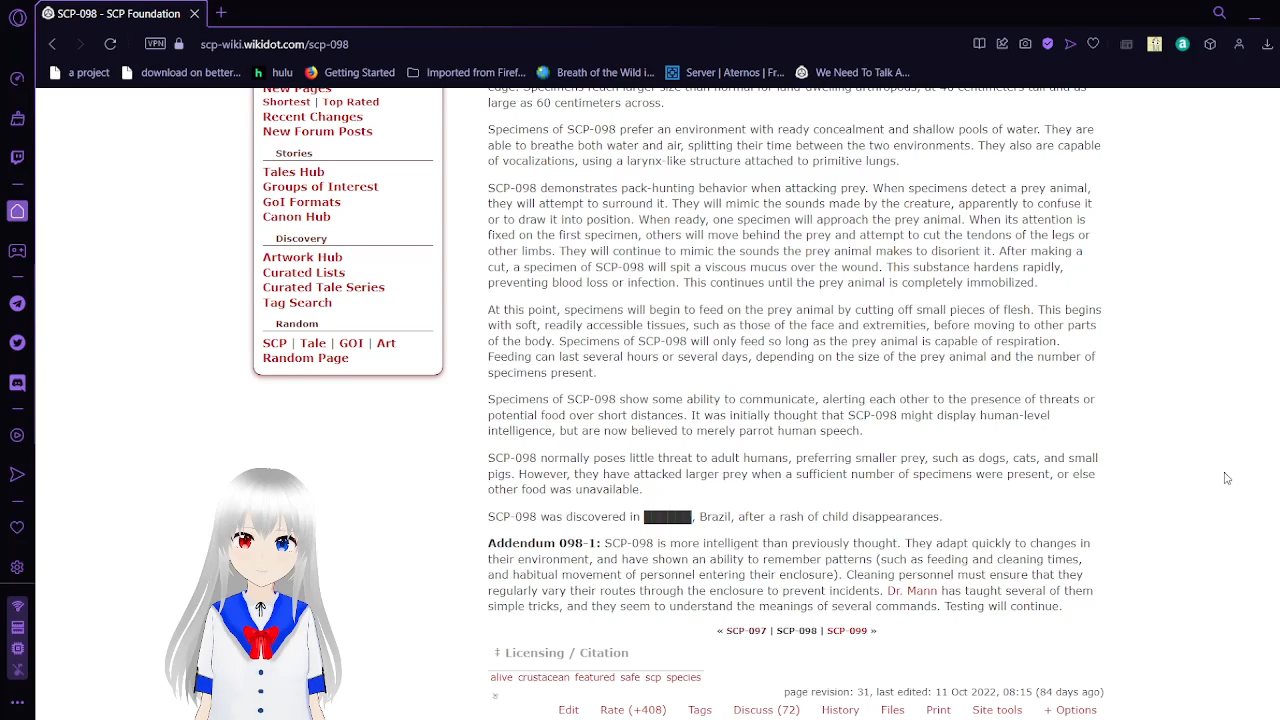 SCP-098 - SCP Foundation
VPN scp-wiki.wikidot.com/scp-098
a project download on better... hulu Getting Started Imported from Firef... Breath of the Wild i... Server | Aternos | Fr... We Need To Talk A...
New Pages
Shortest | Top Rated
Recent Changes
New Forum Posts
Stories
Tales Hub
Groups of Interest
GoI Formats
Canon Hub
Discovery
Artwork Hub
Curated Lists
Curated Tale Series
Tag Search
Random
SCP | Tale | GOI | Art
Random Page
edge. Specimens reach larger size than normal for land-dwelling arthropods, at 40 centimeters tall and as
large as 60 centimeters across.
Specimens of SCP-098 prefer an environment with ready concealment and shallow pools of water. They are
able to breathe both water and air, splitting their time between the two environments. They also are capable
of vocalizations, using a larynx-like structure attached to primitive lungs.
SCP-098 demonstrates pack-hunting behavior when attacking prey. When specimens detect a prey animal,
they will attempt to surround it. They will mimic the sounds made by the creature, apparently to confuse it
or to draw it into position. When ready, one specimen will approach the prey animal. When its attention is
fixed on the first specimen, others will move behind the prey and attempt to cut the tendons of the legs or
other limbs. They will continue to mimic the sounds the prey animal makes to disorient it. After making a
cut, a specimen of SCP-098 will spit a viscous mucus over the wound. This substance hardens rapidly,
preventing blood loss or infection. This continues until the prey animal is completely immobilized.
At this point, specimens will begin to feed on the prey animal by cutting off small pieces of flesh. This begins
with soft, readily accessible tissues, such as those of the face and extremities, before moving to other parts
of the body. Specimens of SCP-098 will only feed so long as the prey animal is capable of respiration.
Feeding can last several hours or several days, depending on the size of the prey animal and the number of
specimens present.
Specimens of SCP-098 show some ability to communicate, alerting each other to the presence of threats or
potential food over short distances. It was initially thought that SCP-098 might display human-level
intelligence, but are now believed to merely parrot human speech.
SCP-098 normally poses little threat to adult humans, preferring smaller prey, such as dogs, cats, and small
pigs. However, they have attacked larger prey when a sufficient number of specimens were present, or else
other food was unavailable.
SCP-098 was discovered in ██████, Brazil, after a rash of child disappearances.
Addendum 098-1: SCP-098 is more intelligent than previously thought. They adapt quickly to changes in
their environment, and have shown an ability to remember patterns (such as feeding and cleaning times,
and habitual movement of personnel entering their enclosure). Cleaning personnel must ensure that they
regularly vary their routes through the enclosure to prevent incidents. Dr. Mann has taught several of them
simple tricks, and they seem to understand the meanings of several commands. Testing will continue.
« SCP-097 | SCP-098 | SCP-099 »
‡ Licensing / Citation
alive crustacean featured safe scp species
page revision: 31, last edited: 11 Oct 2022, 08:15 (84 days ago)
Edit Rate (+408) Tags Discuss (72) History Files Print Site tools + Options